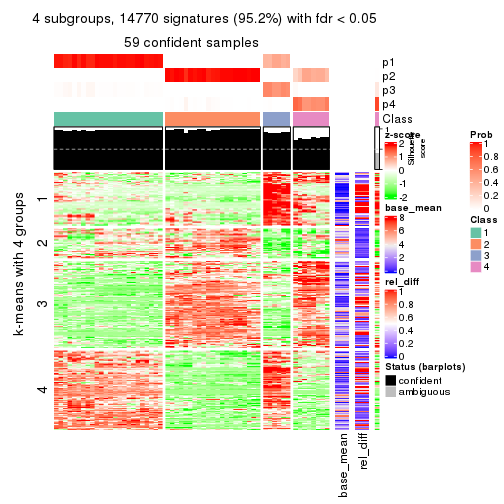 4 subgroups, 14770 signatures (95.2%) with fdr < 0.05
59 confident samples
p1
p2
p3
p4
Class
1
Silhouette
score
z-score
2
1
0
-1
-2
Prob
1
0.8
0.6
0.4
0.2
0
base_mean
8
6
4
2
0
Class
1
2
3
4
rel_diff
1
0.8
0.6
0.4
0.2
0
Status (barplots)
confident
ambiguous
k-means with 4 groups
1
2
3
4
base_mean
rel_diff